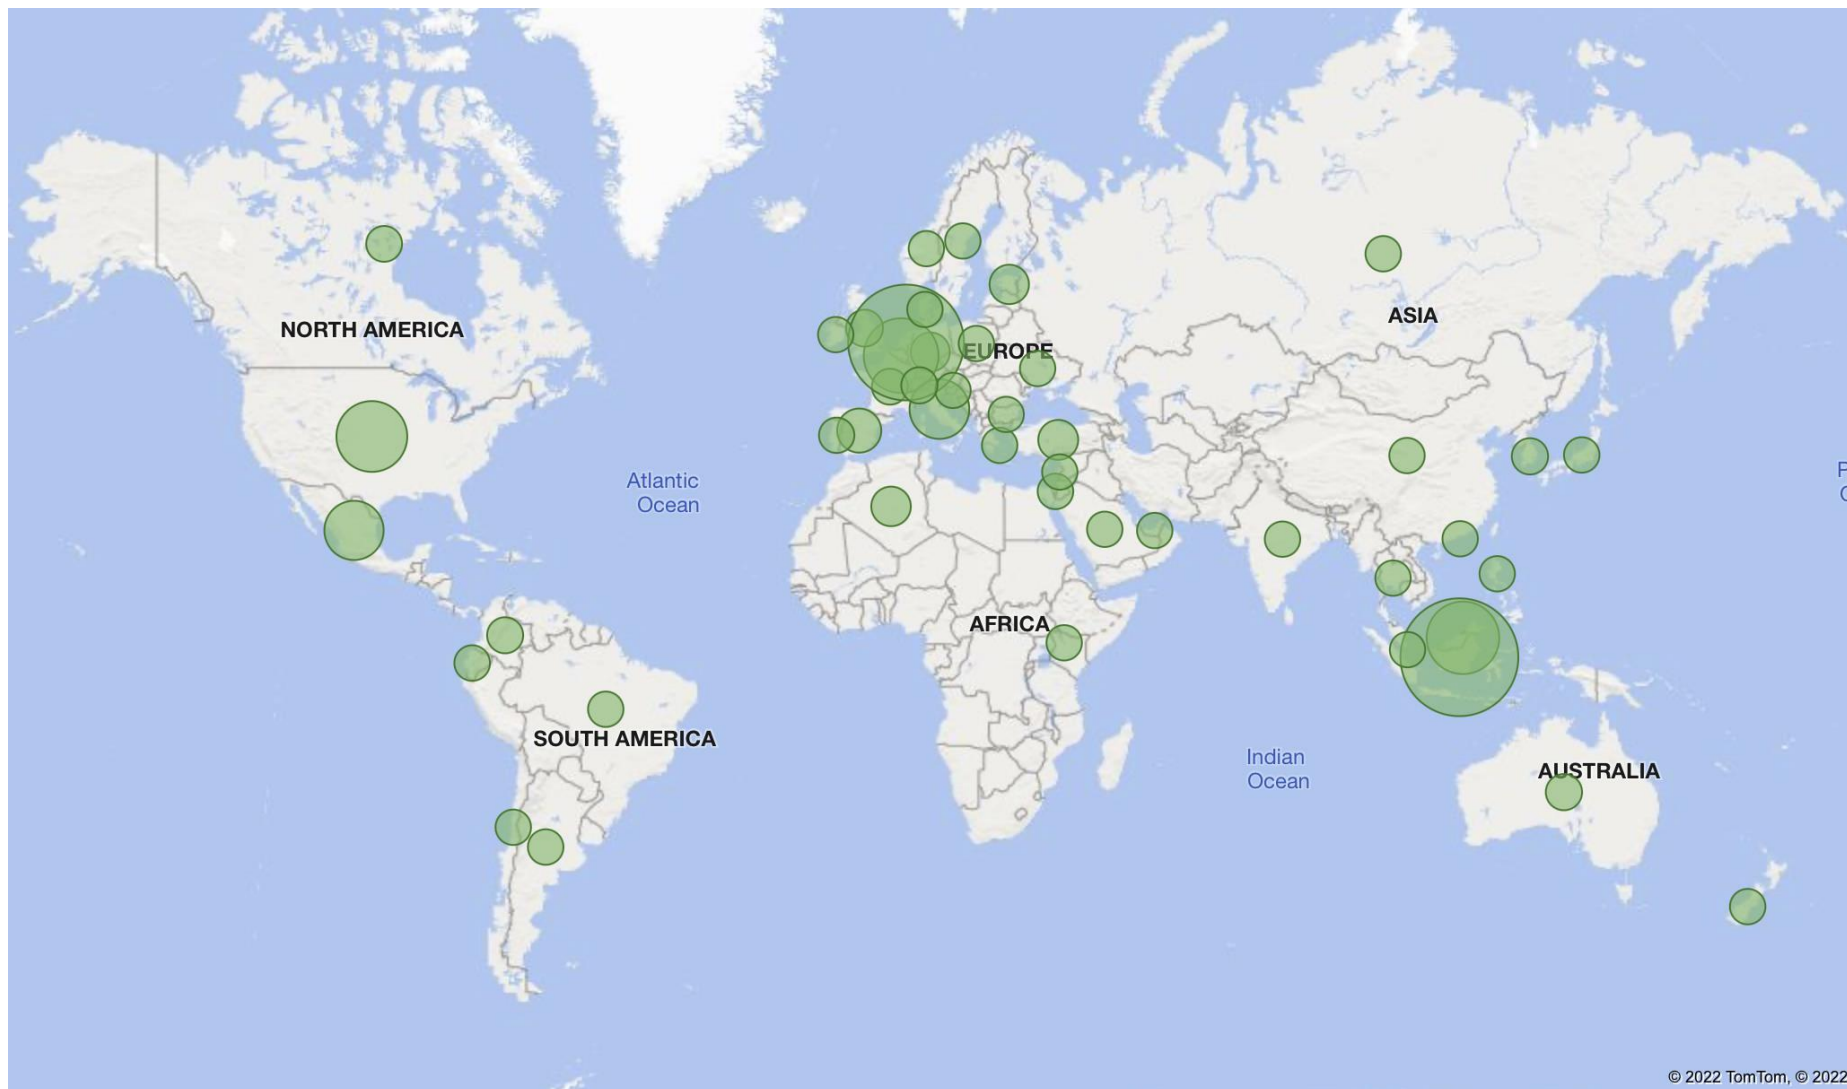 NORTH AMERICA
ASIA
EUROPE
Atlantic
Ocean
AFRICA
SOUTH AMERICA
Indian
Ocean
AUSTRALIA
© 2022 TomTom, © 2022